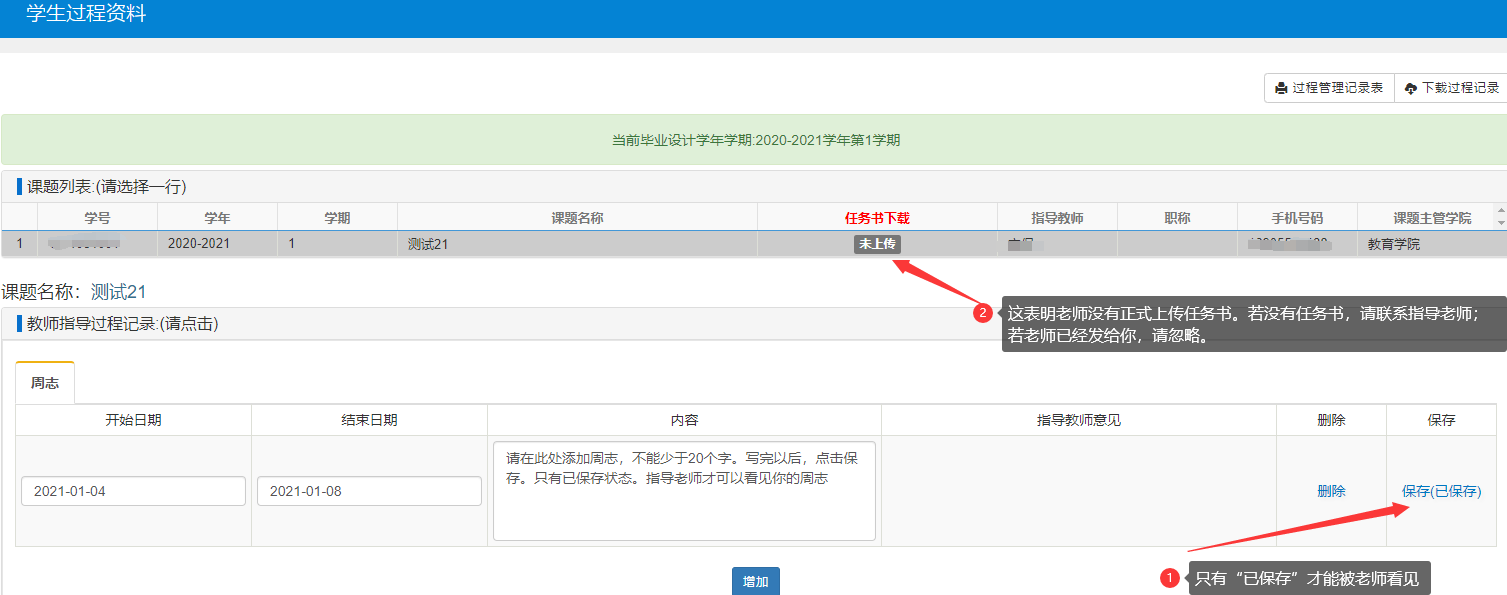 学生过程资料
过程管理记录表 下载过程记录
当前毕业设计学年学期:2020-2021学年第1学期
课题列表:(请选择一行)
学号 学年 学期 课题名称 任务书下载 指导教师 职称 手机号码 课题主管学院
1 2020-2021 1 测试21 未上传 教育学院
课题名称：测试21
教师指导过程记录:(请点击)
2 这表明老师没有正式上传任务书。若没有任务书，请联系指导老师；
若老师已经发给你，请忽略。
周志
开始日期 结束日期 内容 指导教师意见 删除 保存
请在此处添加周志，不能少于20个字。写完以后，点击保
存。只有已保存状态。指导老师才可以看见你的周志
2021-01-04 2021-01-08 删除 保存(已保存)
增加
1 只有“已保存”才能被老师看见